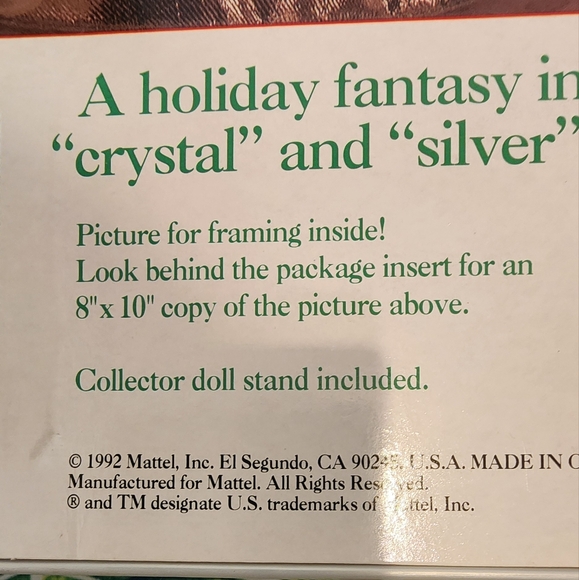 A holiday fantasy in
“crystal” and “silver”
Picture for framing inside!
Look behind the package insert for an
8"x 10" copy of the picture above.
Collector doll stand included.
© 1992 Mattel, Inc. El Segundo, CA U.S.A. MADE IN
Manufactured for Mattel. All Rights
® and TM designate U.S. trademarks of Inc.